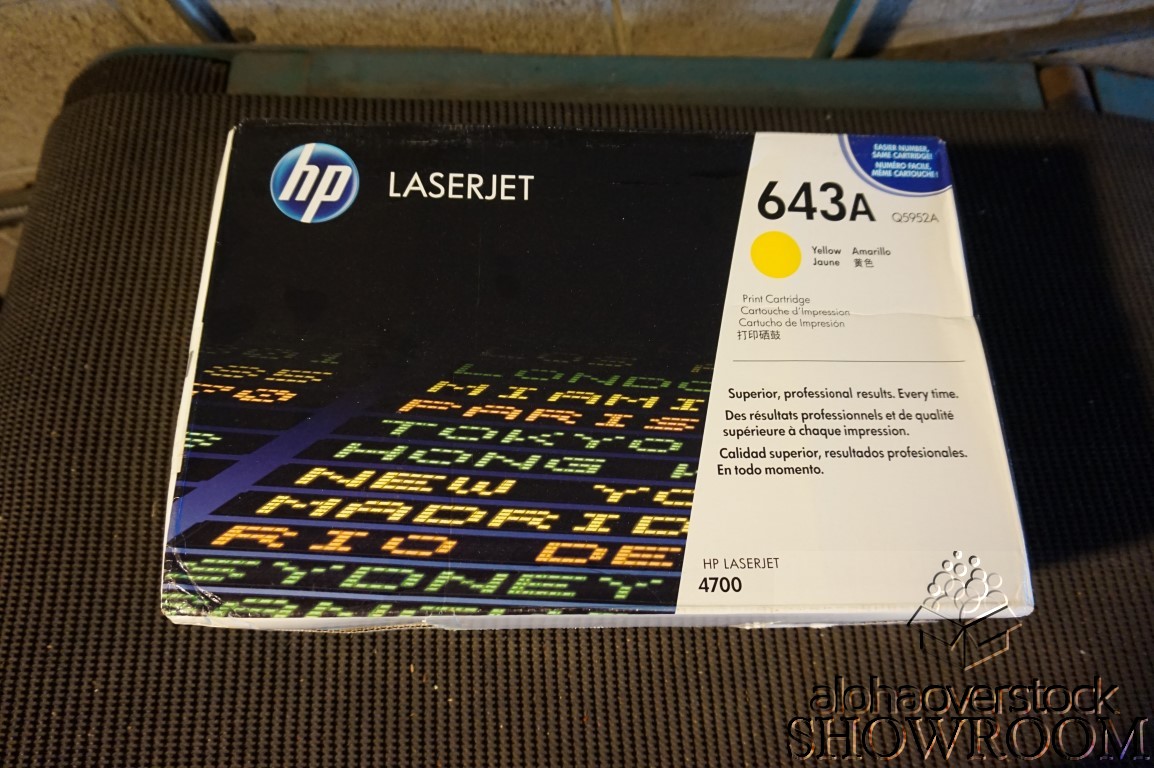 hp
LASERJET
EASIER NUMBER,
SAME CARTRIDGE!
NUMÉRO FACILE,
MÊME CARTOUCHE!
643A Q5952A
Yellow Amarillo
Jaune 黄色
Print Cartridge
Cartouche d'Impression
Cartucho de Impresión
打印硒鼓
Superior, professional results. Every time.
Des résultats professionnels et de qualité
supérieure à chaque impression.
Calidad superior, resultados profesionales.
En todo momento.
HP LASERJET
4700
LONDO
MIAMI
PARIS
TOKYO
HONG K
NEW YO
MADRID
RIO DE
SYDNEY
alohaoverstock
SHOWROOM